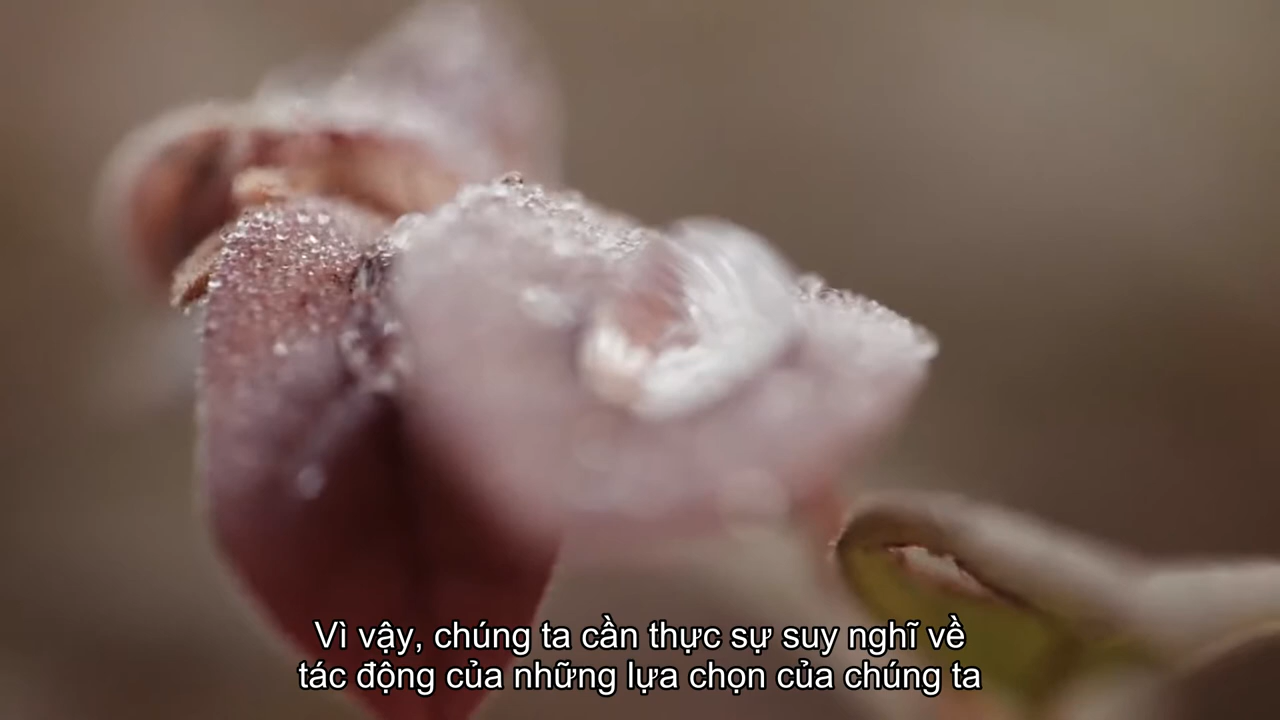 Vì vậy, chúng ta cần thực sự suy nghĩ về
tác động của những lựa chọn của chúng ta